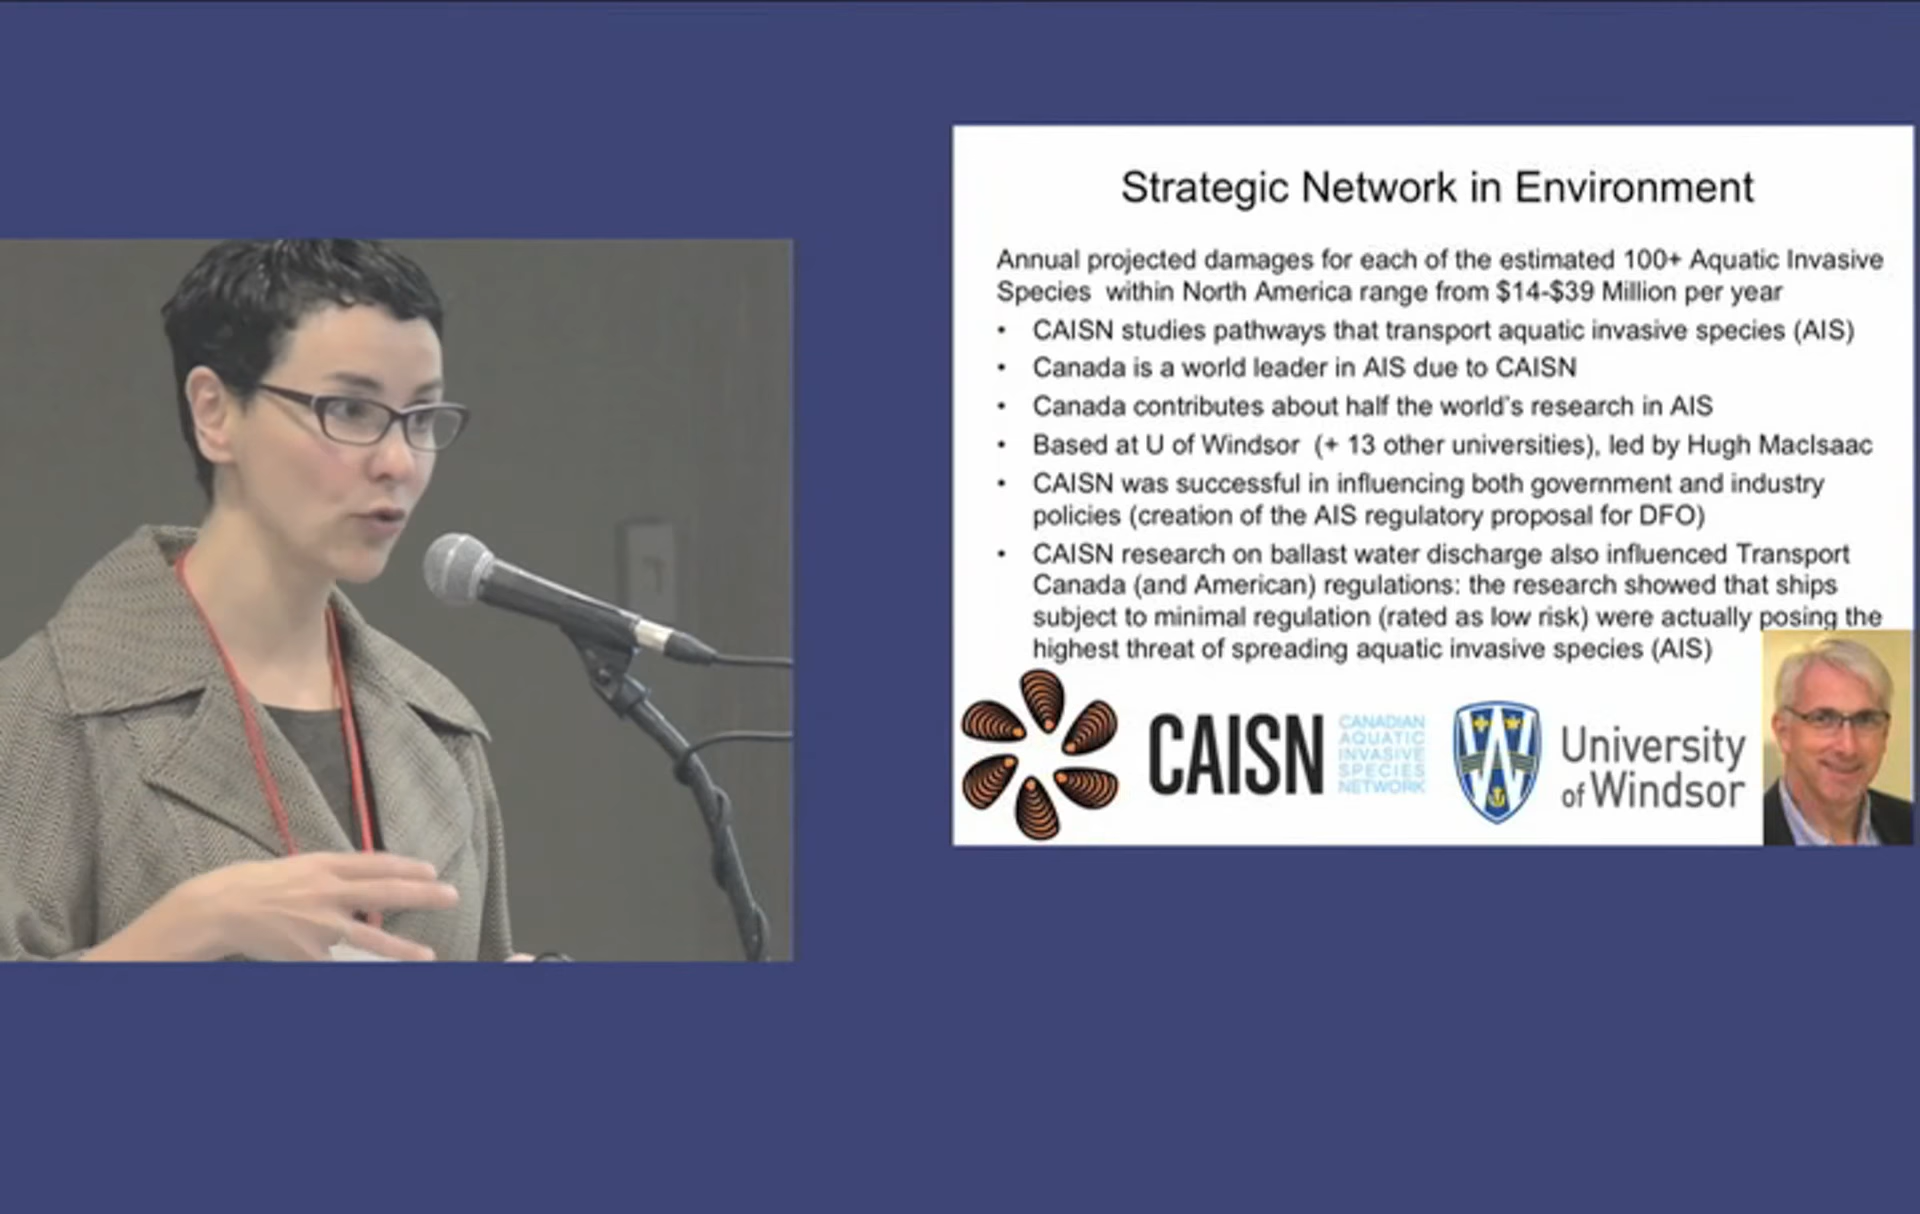 Strategic Network in Environment
Annual projected damages for each of the estimated 100+ Aquatic Invasive
Species within North America range from $14-$39 Million per year
• CAISN studies pathways that transport aquatic invasive species (AIS)
• Canada is a world leader in AIS due to CAISN
• Canada contributes about half the world's research in AIS
• Based at U of Windsor (+ 13 other universities), led by Hugh MacIsaac
• CAISN was successful in influencing both government and industry
policies (creation of the AIS regulatory proposal for DFO)
• CAISN research on ballast water discharge also influenced Transport
Canada (and American) regulations: the research showed that ships
subject to minimal regulation (rated as low risk) were actually posing the
highest threat of spreading aquatic invasive species (AIS)
CAISN
CANADIAN
AQUATIC
INVASIVE
SPECIES
NETWORK
University
of Windsor